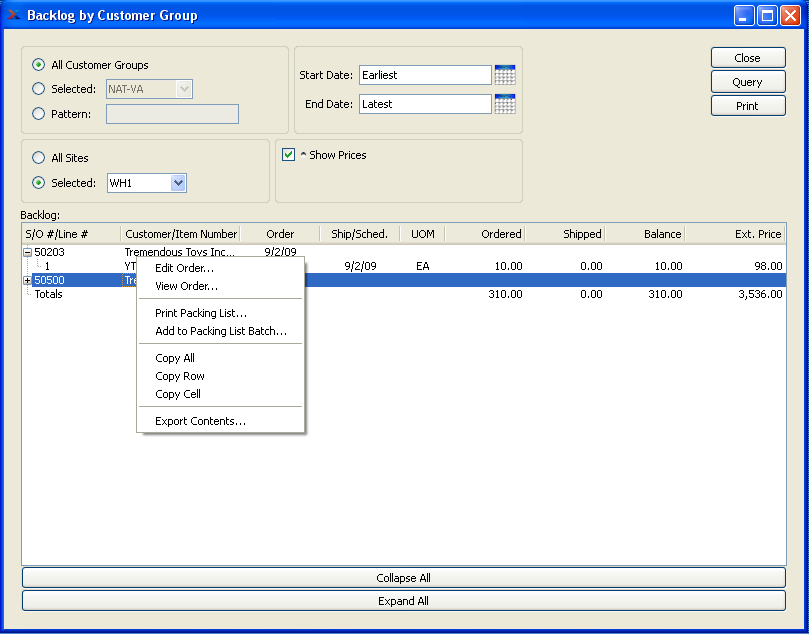 Backlog by Customer Group
All Customer Groups
Selected: NAT-VA
Pattern:
Start Date: Earliest
End Date: Latest
Close
Query
Print
All Sites
Selected: WH1
^ Show Prices
Backlog:
S/O #/Line # Customer/Item Number Order Ship/Sched. UOM Ordered Shipped Balance Ext. Price
50203 Tremendous Toys Inc... 9/2/09
1 YT 9/2/09 EA 10.00 0.00 10.00 98.00
50500 Tre
Totals 310.00 0.00 310.00 3,536.00
Edit Order...
View Order...
Print Packing List...
Add to Packing List Batch...
Copy All
Copy Row
Copy Cell
Export Contents...
Collapse All
Expand All